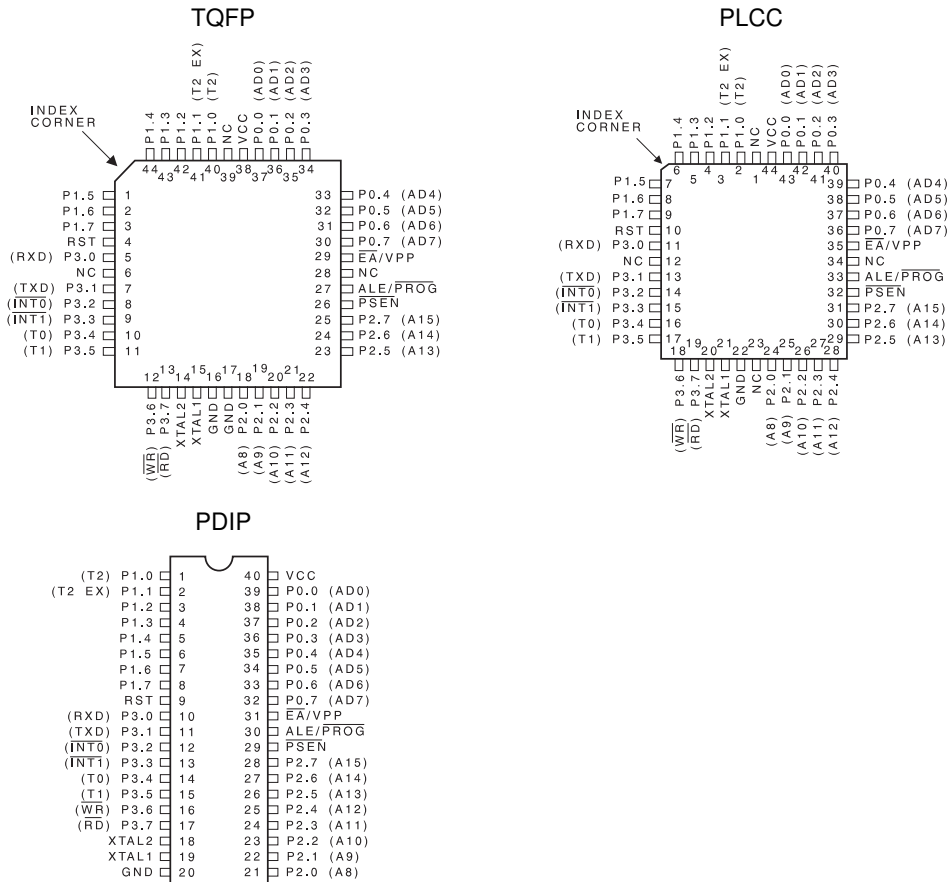 TQFP
INDEX
CORNER
P1.4
P1.3
P1.2
P1.1 (T2 EX)
P1.0 (T2)
NC
VCC
P0.0 (AD0)
P0.1 (AD1)
P0.2 (AD2)
P0.3 (AD3)
44 43 42 41 40 39 38 37 36 35 34
P1.5 1
P1.6 2
P1.7 3
RST 4
(RXD) P3.0 5
NC 6
(TXD) P3.1 7
(INT0) P3.2 8
(INT1) P3.3 9
(T0) P3.4 10
(T1) P3.5 11
33 P0.4 (AD4)
32 P0.5 (AD5)
31 P0.6 (AD6)
30 P0.7 (AD7)
29 EA/VPP
28 NC
27 ALE/PROG
26 PSEN
25 P2.7 (A15)
24 P2.6 (A14)
23 P2.5 (A13)
12 13 14 15 16 17 18 19 20 21 22
(WR) P3.6
(RD) P3.7
XTAL2
XTAL1
GND
GND
(A8) P2.0
(A9) P2.1
(A10) P2.2
(A11) P2.3
(A12) P2.4
PLCC
INDEX
CORNER
P1.4
P1.3
P1.2
P1.1 (T2 EX)
P1.0 (T2)
NC
VCC
P0.0 (AD0)
P0.1 (AD1)
P0.2 (AD2)
P0.3 (AD3)
6 5 4 3 2 1 44 43 42 41 40
P1.5 7
P1.6 8
P1.7 9
RST 10
(RXD) P3.0 11
NC 12
(TXD) P3.1 13
(INT0) P3.2 14
(INT1) P3.3 15
(T0) P3.4 16
(T1) P3.5 17
39 P0.4 (AD4)
38 P0.5 (AD5)
37 P0.6 (AD6)
36 P0.7 (AD7)
35 EA/VPP
34 NC
33 ALE/PROG
32 PSEN
31 P2.7 (A15)
30 P2.6 (A14)
29 P2.5 (A13)
18 19 20 21 22 23 24 25 26 27 28
(WR) P3.6
(RD) P3.7
XTAL2
XTAL1
GND
NC
(A8) P2.0
(A9) P2.1
(A10) P2.2
(A11) P2.3
(A12) P2.4
PDIP
(T2) P1.0 1 40 VCC
(T2 EX) P1.1 2 39 P0.0 (AD0)
P1.2 3 38 P0.1 (AD1)
P1.3 4 37 P0.2 (AD2)
P1.4 5 36 P0.3 (AD3)
P1.5 6 35 P0.4 (AD4)
P1.6 7 34 P0.5 (AD5)
P1.7 8 33 P0.6 (AD6)
RST 9 32 P0.7 (AD7)
(RXD) P3.0 10 31 EA/VPP
(TXD) P3.1 11 30 ALE/PROG
(INT0) P3.2 12 29 PSEN
(INT1) P3.3 13 28 P2.7 (A15)
(T0) P3.4 14 27 P2.6 (A14)
(T1) P3.5 15 26 P2.5 (A13)
(WR) P3.6 16 25 P2.4 (A12)
(RD) P3.7 17 24 P2.3 (A11)
XTAL2 18 23 P2.2 (A10)
XTAL1 19 22 P2.1 (A9)
GND 20 21 P2.0 (A8)